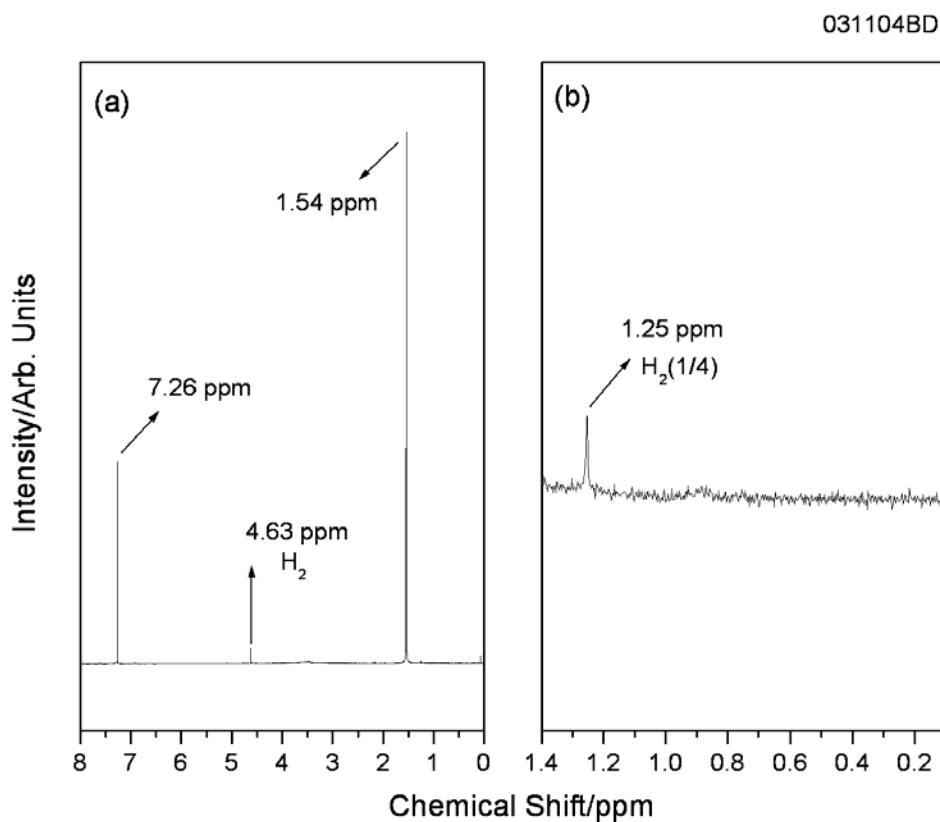 031104BD
(a)
1.54 ppm
7.26 ppm
4.63 ppm
H₂
(b)
1.25 ppm
H₂(1/4)
Intensity/Arb. Units
8 7 6 5 4 3 2 1 0
1.4 1.2 1.0 0.8 0.6 0.4 0.2
Chemical Shift/ppm